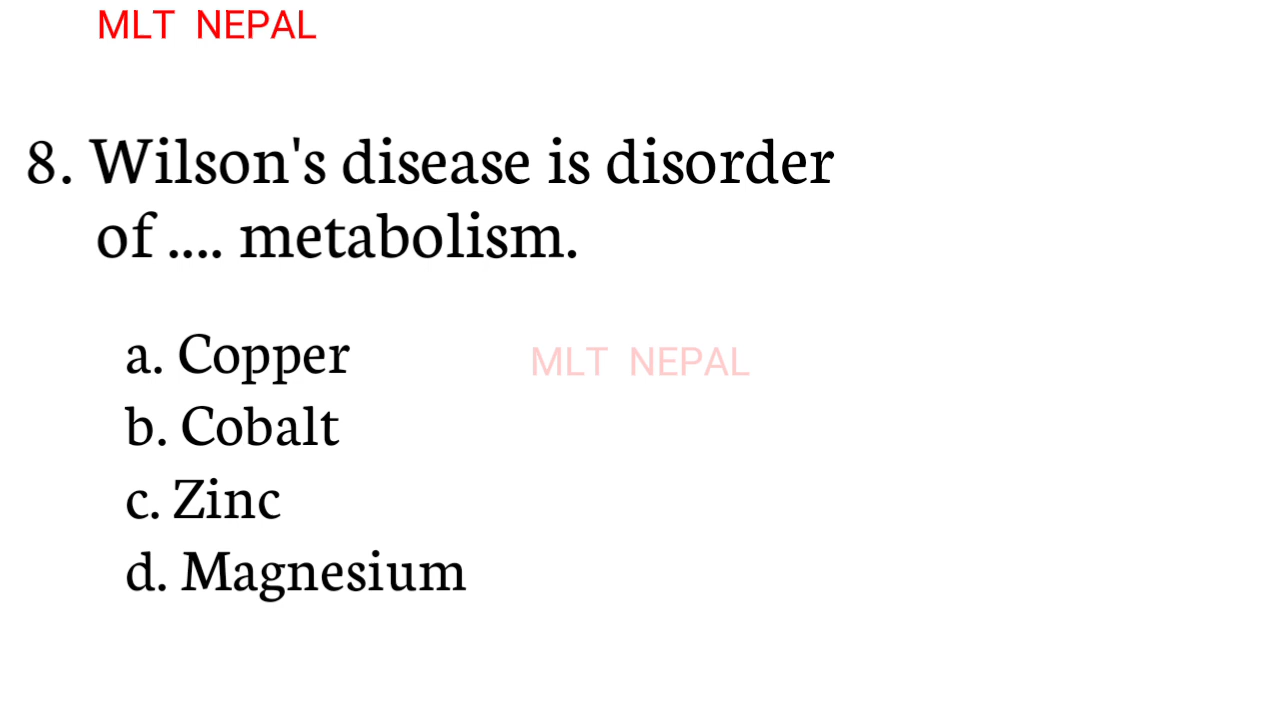 MLT NEPAL
8. Wilson's disease is disorder
of .... metabolism.
a. Copper
MLT NEPAL
b. Cobalt
c. Zinc
d. Magnesium